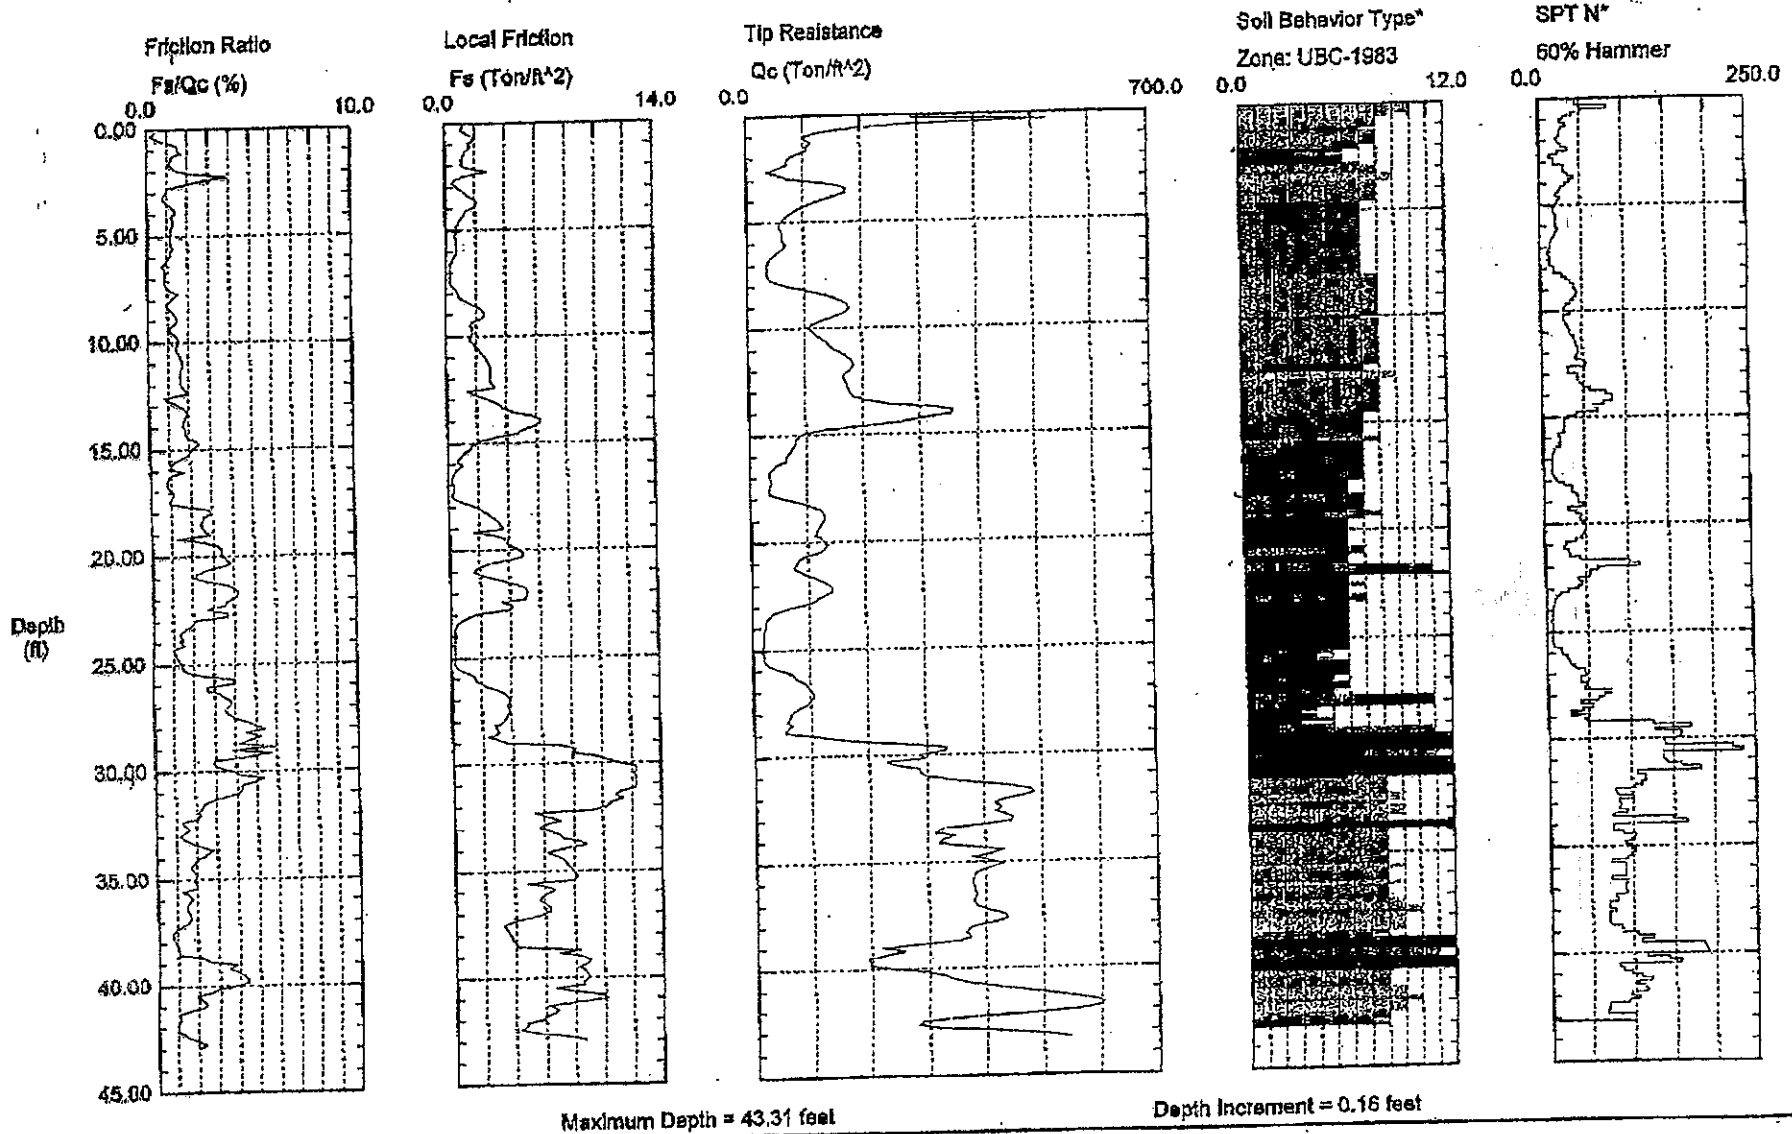 Friction Ratio
Fs/Qc (%)
0.0 10.0
Local Friction
Fs (Ton/ft^2)
0.0 14.0
Tip Resistance
Qc (Ton/ft^2)
0.0 700.0
Soil Behavior Type*
Zone: UBC-1983
0.0 12.0
SPT N*
60% Hammer
0.0 250.0
0.00
5.00
10.00
15.00
20.00
25.00
30.00
35.00
40.00
45.00
Depth
(ft)
Maximum Depth = 43.31 feet
Depth Increment = 0.16 feet